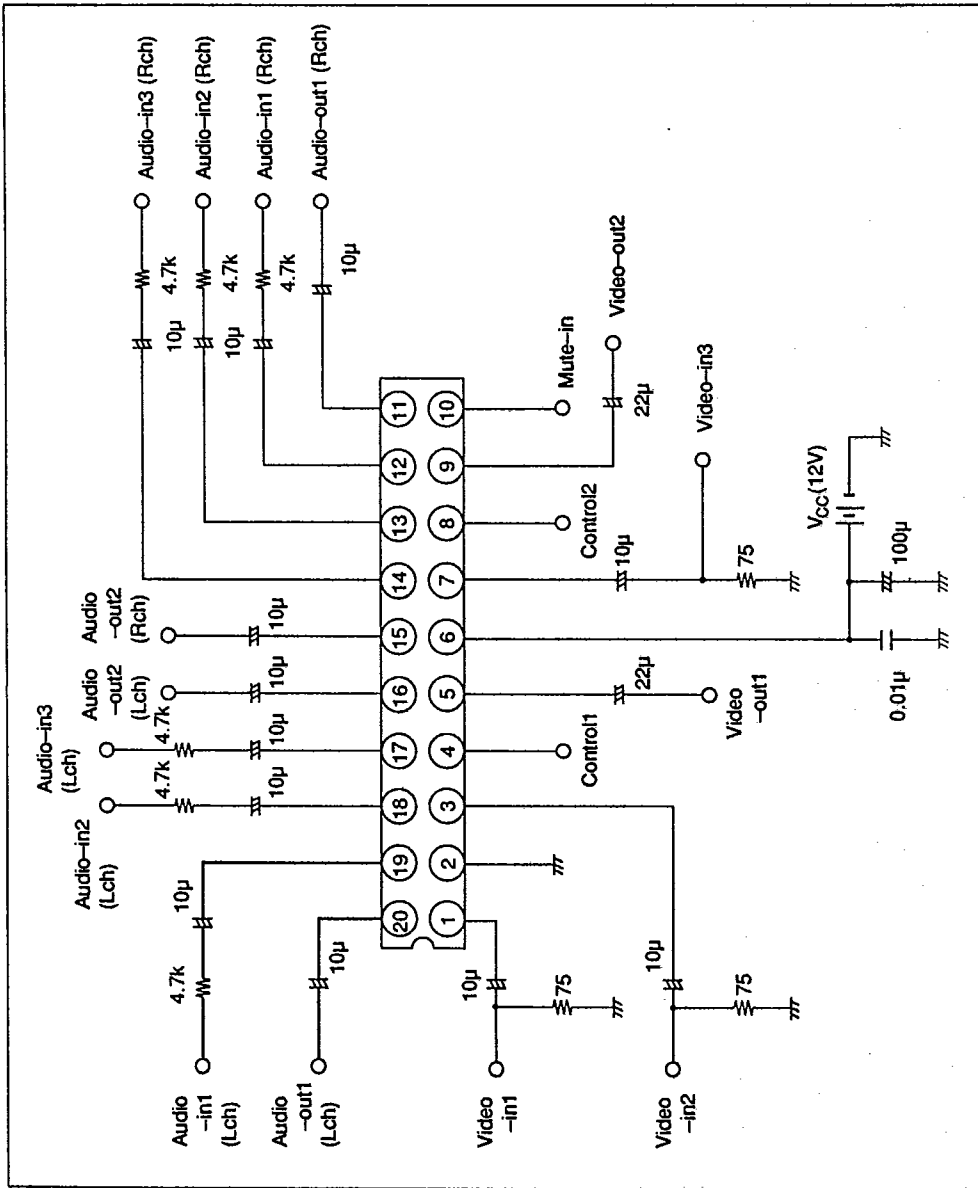 Audio–in3 (Rch)
Audio–in2 (Rch)
Audio–in1 (Rch)
Audio–out1 (Rch)
4.7k
10µ
4.7k
10µ
4.7k
10µ
Audio
–out2
(Rch)
10µ
Audio
–out2
(Lch)
10µ
Audio–in3
(Lch)
4.7k
10µ
Audio–in2
(Lch)
4.7k
10µ
10µ
4.7k
Audio
–in1
(Lch)
10µ
Audio
–out1
(Lch)
20
19
18
17
16
15
14
13
12
11
1
2
3
4
5
6
7
8
9
10
10µ
75
Video
–in1
10µ
75
Video
–in2
Control1
22µ
Video
–out1
0.01µ
100µ
VCC(12V)
10µ
75
Video–in3
Control2
22µ
Video–out2
Mute–in